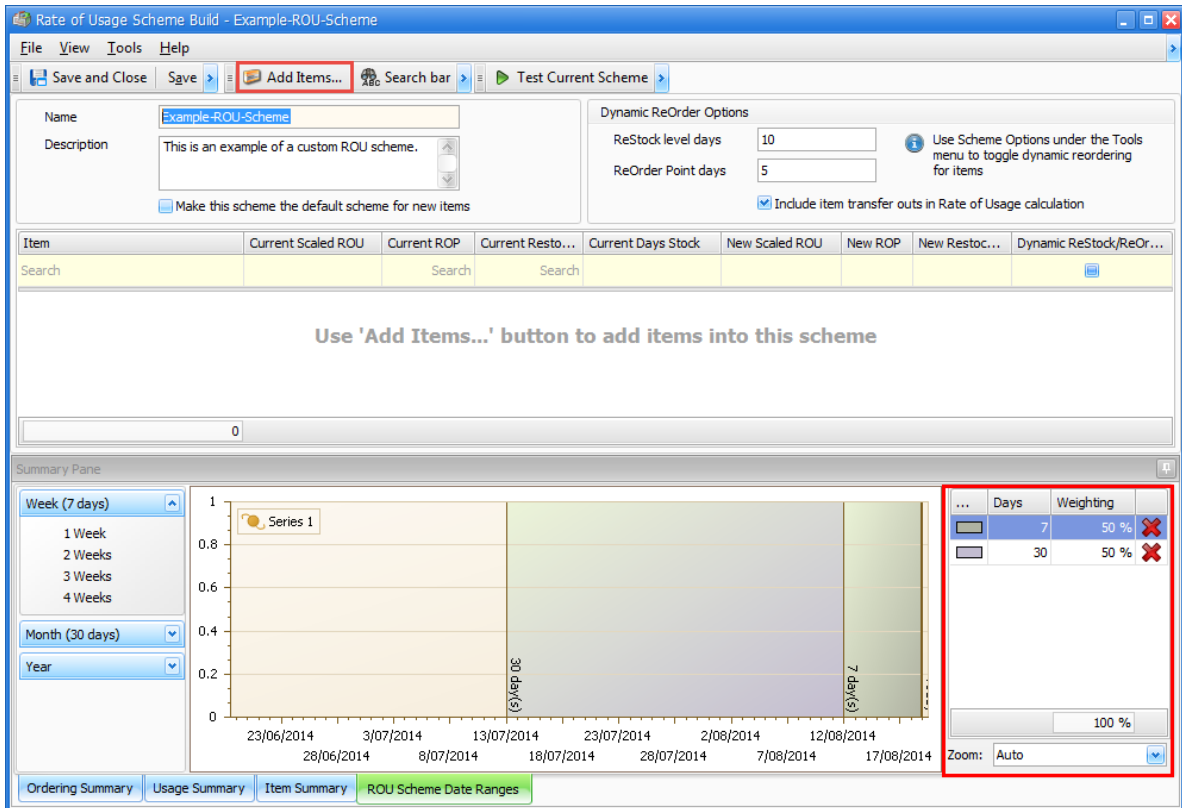 Rate of Usage Scheme Build - Example-ROU-Scheme
File View Tools Help
Save and Close Save Add Items... Search bar Test Current Scheme
Name Example-ROU-Scheme
Description This is an example of a custom ROU scheme.
Make this scheme the default scheme for new items
Dynamic ReOrder Options
ReStock level days 10
ReOrder Point days 5
Use Scheme Options under the Tools
menu to toggle dynamic reordering
for items
Include item transfer outs in Rate of Usage calculation
Item Current Scaled ROU Current ROP Current Resto... Current Days Stock New Scaled ROU New ROP New Restoc... Dynamic ReStock/ReOr...
Search Search Search
Use 'Add Items...' button to add items into this scheme
0
Summary Pane
Week (7 days)
1 Week
2 Weeks
3 Weeks
4 Weeks
Month (30 days)
Year
Series 1
1
0.8
0.6
0.4
0.2
0
30 day(s)
7 day(s)
23/06/2014 3/07/2014 13/07/2014 23/07/2014 2/08/2014 12/08/2014
28/06/2014 8/07/2014 18/07/2014 28/07/2014 7/08/2014 17/08/2014
... Days Weighting
7 50 %
30 50 %
100 %
Zoom: Auto
Ordering Summary Usage Summary Item Summary ROU Scheme Date Ranges